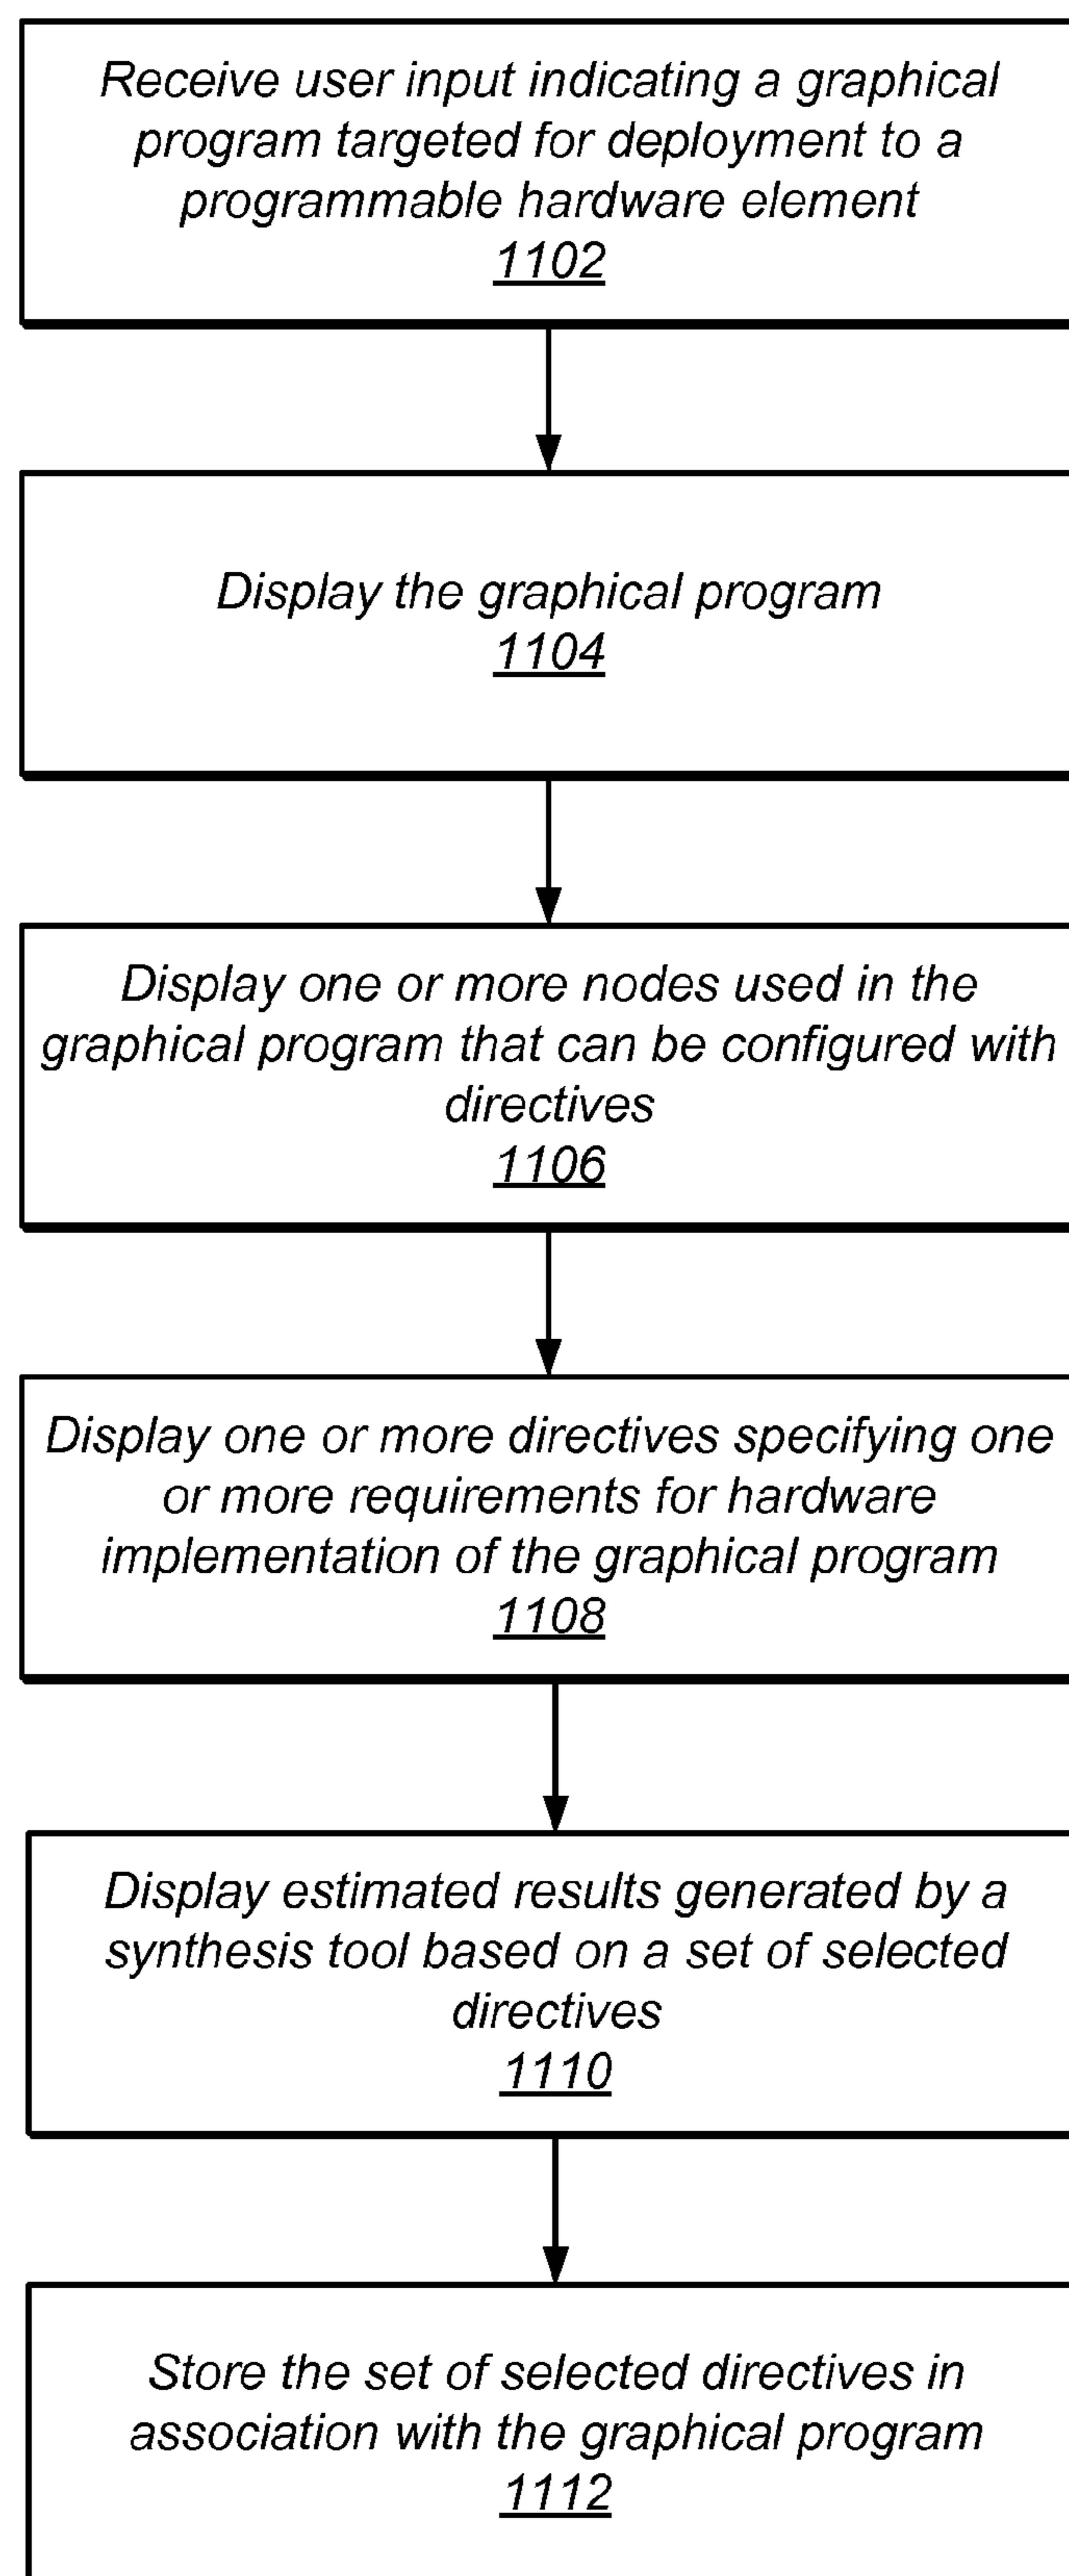 Receive user input indicating a graphical
program targeted for deployment to a
programmable hardware element
1102
Display the graphical program
1104
Display one or more nodes used in the
graphical program that can be configured with
directives
1106
Display one or more directives specifying one
or more requirements for hardware
implementation of the graphical program
1108
Display estimated results generated by a
synthesis tool based on a set of selected
directives
1110
Store the set of selected directives in
association with the graphical program
1112